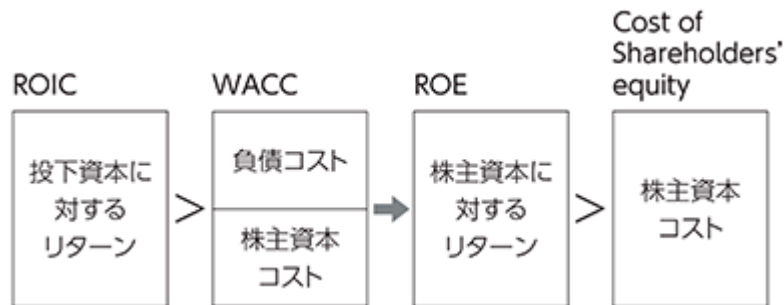 Cost of
Shareholders'
equity
ROIC
WACC
ROE
投下資本に
対する
リターン
>
負債コスト
株主資本
コスト
株主資本に
対する
リターン
>
株主資本
コスト